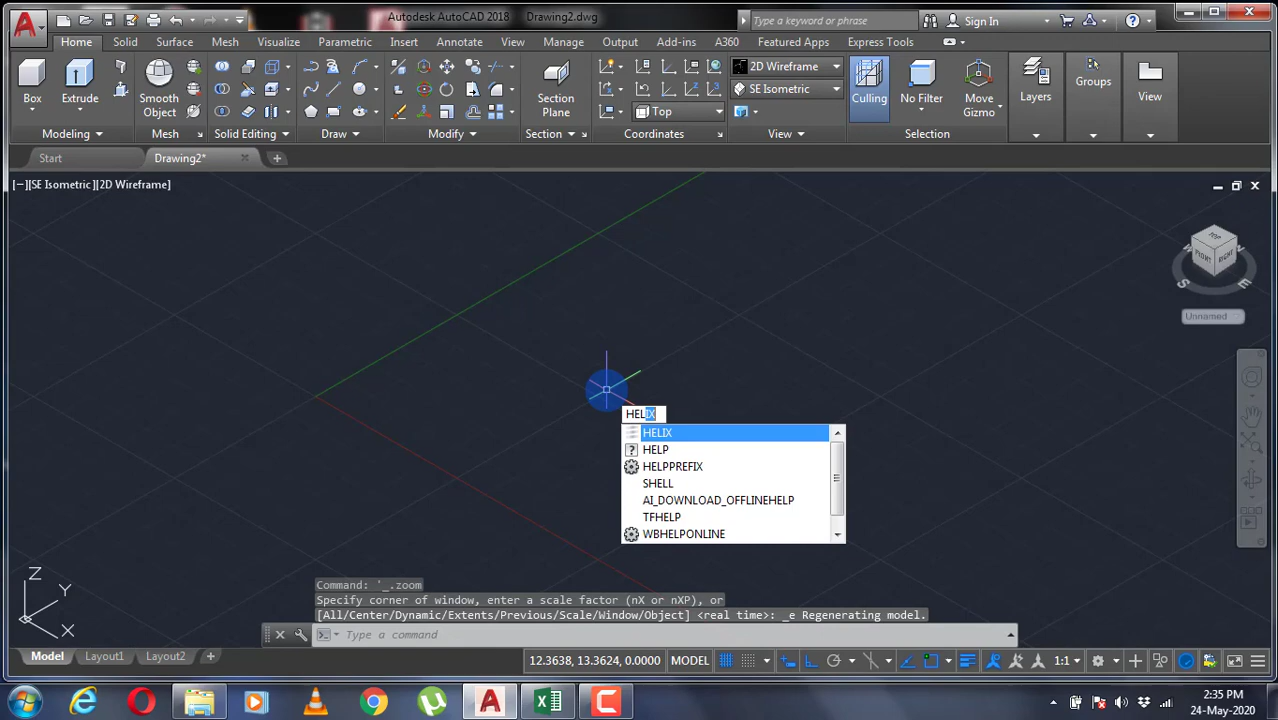 Autodesk AutoCAD 2018 Drawing2.dwg
Type a keyword or phrase
Sign In
Home Solid Surface Mesh Visualize Parametric Insert Annotate View Manage Output Add-ins A360 Featured Apps Express Tools
Box
Extrude
Smooth
Object
Section
Plane
Top
2D Wireframe
SE Isometric
Culling
No Filter
Move
Gizmo
Layers
Groups
View
Modeling Mesh Solid Editing Draw Modify Section Coordinates View Selection
Start Drawing2*
[−][SE Isometric][2D Wireframe]
TOP
FRONT RIGHT
W N
S E
Unnamed
HELIX
HELIX
HELP
HELPPREFIX
SHELL
AI_DOWNLOAD_OFFLINEHELP
TFHELP
WBHELPONLINE
Z
Y
X
Command: '_.zoom
Specify corner of window, enter a scale factor (nX or nXP), or
[All/Center/Dynamic/Extents/Previous/Scale/Window/Object] <real time>: _e Regenerating model.
Type a command
Model Layout1 Layout2
12.3638, 13.3624, 0.0000 MODEL 1:1
2:35 PM
24-May-2020